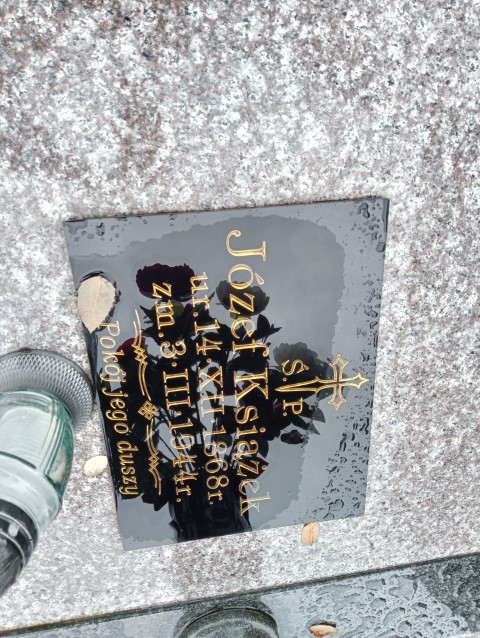 Ś.P.
Józef Książek
ur.14.XII.1868r.
zm.3.III.1944r.
Pokój jego duszy